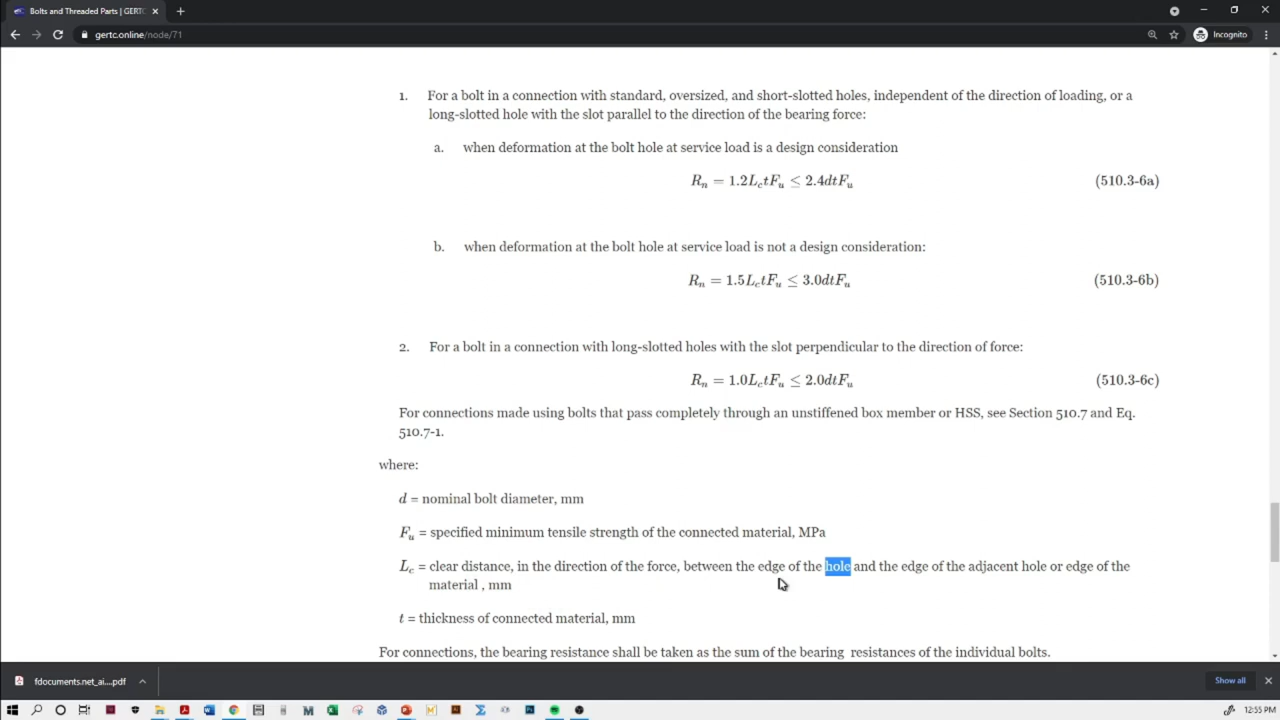 Bolts and Threaded Parts | GERTC
gertc.online/node/71
Incognito
1. For a bolt in a connection with standard, oversized, and short-slotted holes, independent of the direction of loading, or a
long-slotted hole with the slot parallel to the direction of the bearing force:
a. when deformation at the bolt hole at service load is a design consideration
Rₙ = 1.2L_c tFᵤ ≤ 2.4dtFᵤ (510.3-6a)
b. when deformation at the bolt hole at service load is not a design consideration:
Rₙ = 1.5L_c tFᵤ ≤ 3.0dtFᵤ (510.3-6b)
2. For a bolt in a connection with long-slotted holes with the slot perpendicular to the direction of force:
Rₙ = 1.0L_c tFᵤ ≤ 2.0dtFᵤ (510.3-6c)
For connections made using bolts that pass completely through an unstiffened box member or HSS, see Section 510.7 and Eq.
510.7-1.
where:
d = nominal bolt diameter, mm
Fᵤ = specified minimum tensile strength of the connected material, MPa
L_c = clear distance, in the direction of the force, between the edge of the hole and the edge of the adjacent hole or edge of the
material , mm
t = thickness of connected material, mm
For connections, the bearing resistance shall be taken as the sum of the bearing resistances of the individual bolts.
fdocuments.net_ai....pdf
Show all
12:55 PM